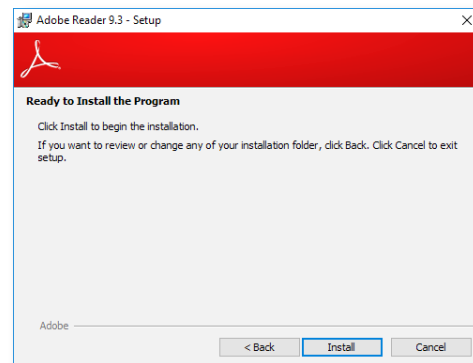 Adobe Reader 9.3 - Setup
Ready to Install the Program
Click Install to begin the installation.
If you want to review or change any of your installation folder, click Back. Click Cancel to exit
setup.
Adobe
< Back Install Cancel